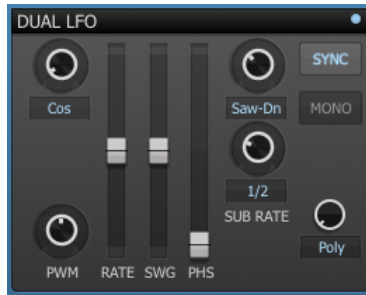 DUAL LFO
SYNC
Cos
Saw-Dn
MONO
1/2
SUB RATE
Poly
PWM RATE SWG PHS